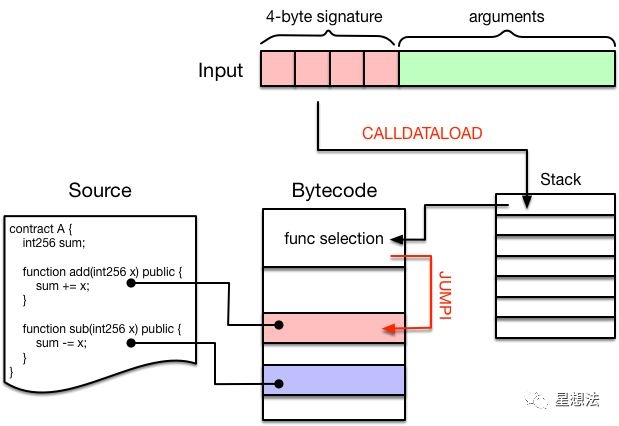 4-byte signature
arguments
Input
CALLDATALOAD
Source
Bytecode
Stack
contract A {
int256 sum;
function add(int256 x) public {
sum += x;
}
function sub(int256 x) public {
sum -= x;
}
}
func selection
JUMPI
星想法